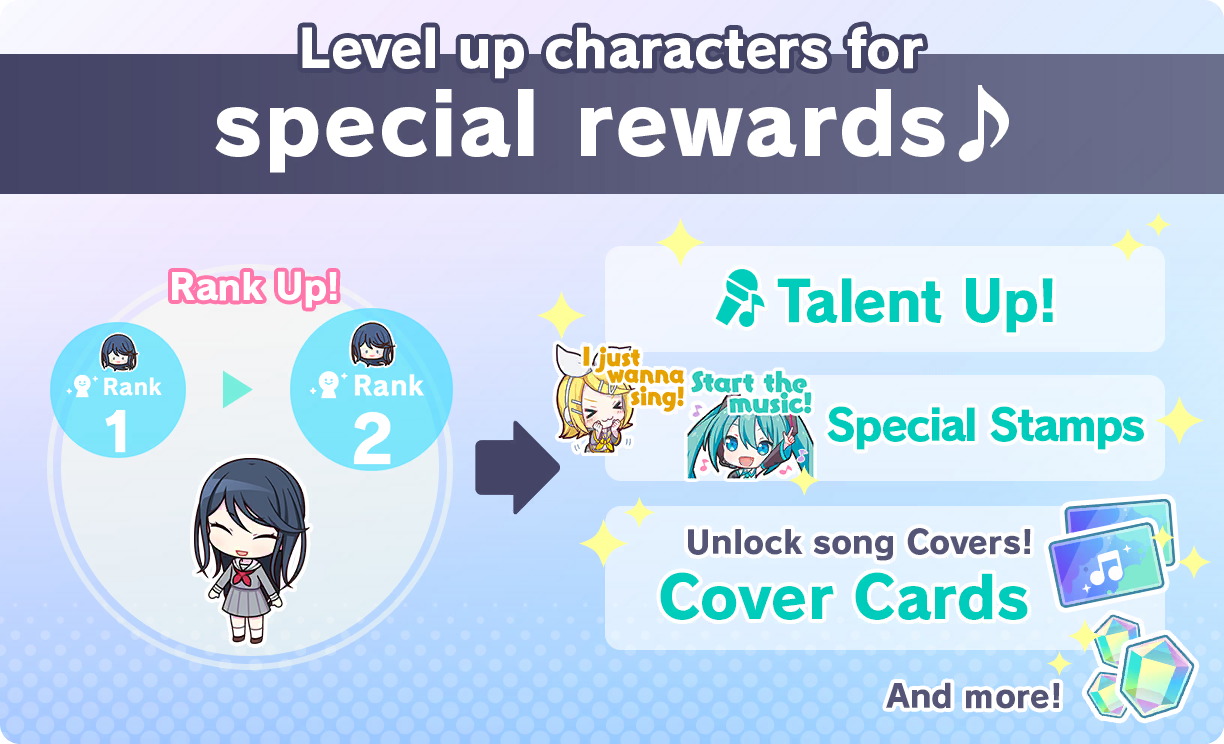 Level up characters for
special rewards♪
Rank Up!
Rank
1
Rank
2
Talent Up!
I just
wanna
sing!
Start the
music!
Special Stamps
Unlock song Covers!
Cover Cards
And more!